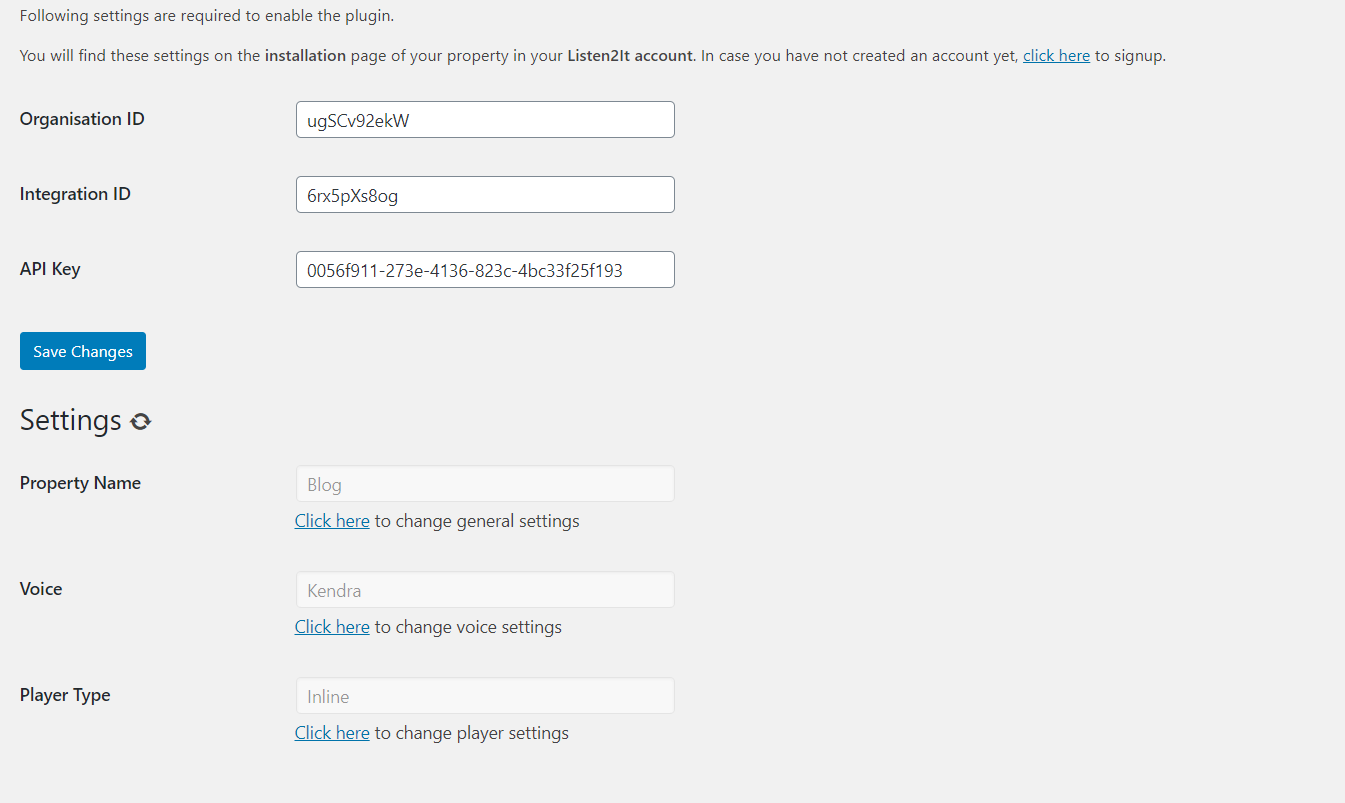 Following settings are required to enable the plugin.
You will find these settings on the installation page of your property in your Listen2It account. In case you have not created an account yet, click here to signup.
Organisation ID
ugSCv92ekW
Integration ID
6rx5pXs8og
API Key
0056f911-273e-4136-823c-4bc33f25f193
Save Changes
Settings
Property Name
Blog
Click here to change general settings
Voice
Kendra
Click here to change voice settings
Player Type
Inline
Click here to change player settings